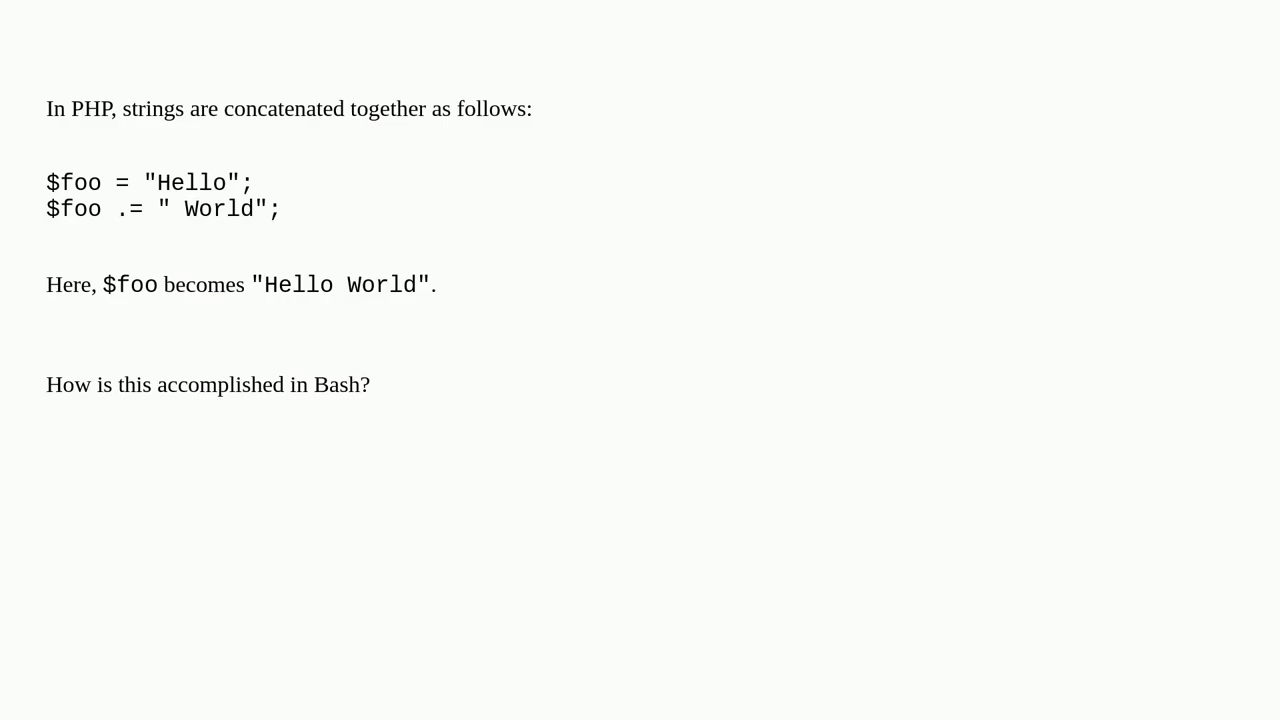 In PHP, strings are concatenated together as follows:
$foo = "Hello";
$foo .= " World";
Here, $foo becomes "Hello World".
How is this accomplished in Bash?